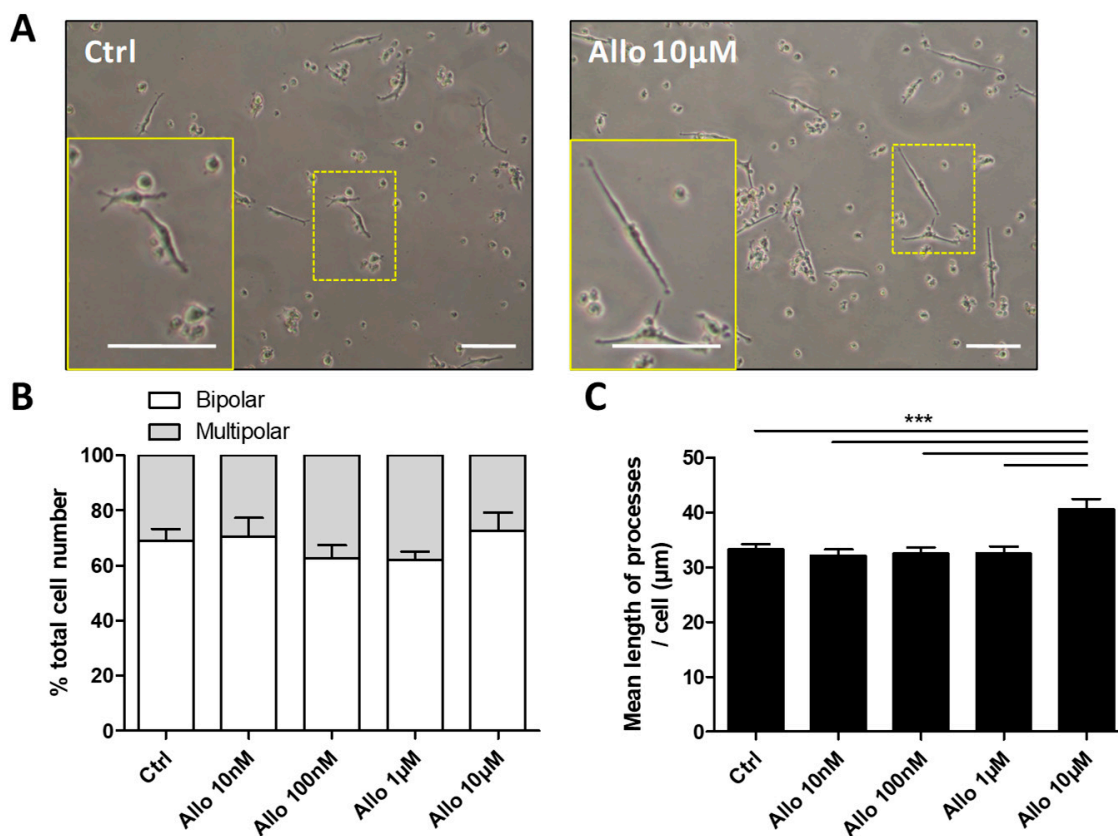 A
Ctrl
Allo 10µM
B
Bipolar
Multipolar
% total cell number
100
80
60
40
20
0
Ctrl
Allo 10nM
Allo 100nM
Allo 1µM
Allo 10µM
C
***
Mean length of processes
/ cell (µm)
50
40
30
20
10
0
Ctrl
Allo 10nM
Allo 100nM
Allo 1µM
Allo 10µM